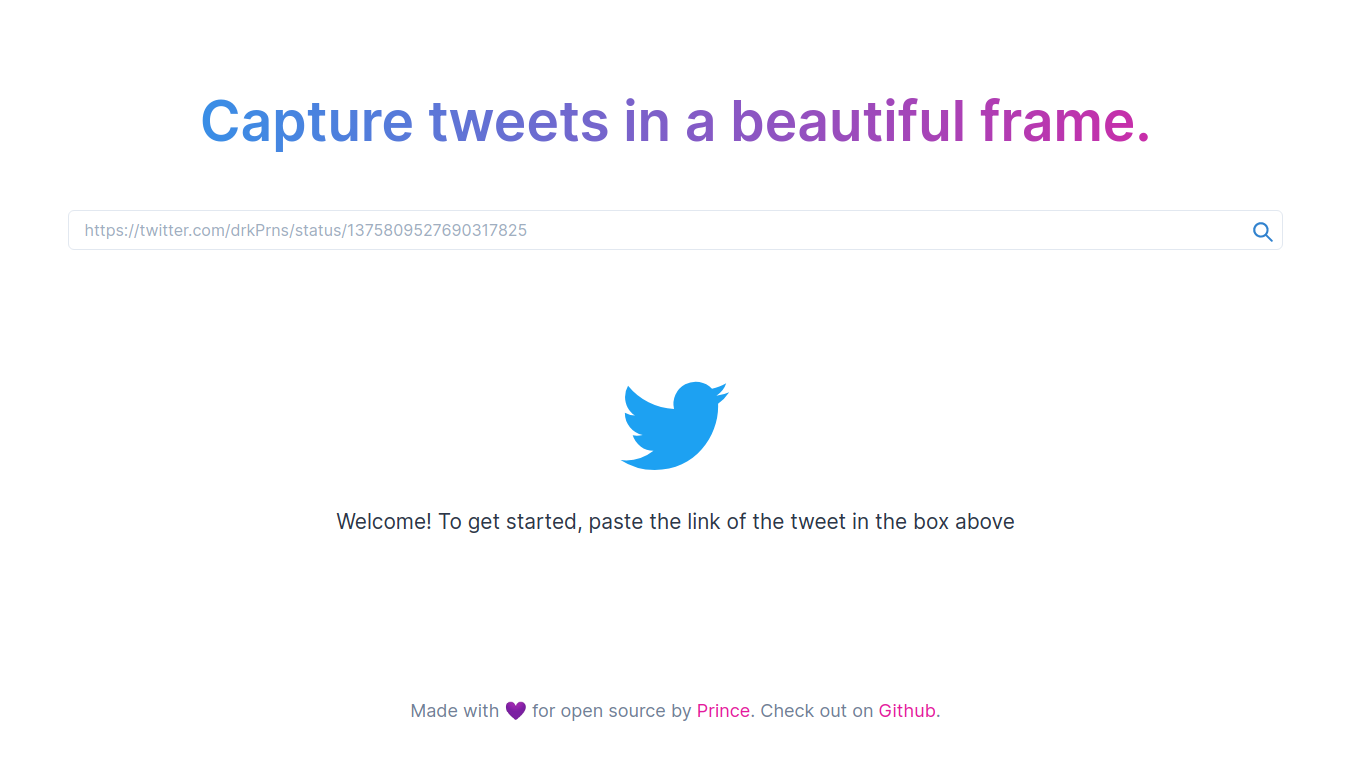 Capture tweets in a beautiful frame.
https://twitter.com/drkPrns/status/1375809527690317825
Welcome! To get started, paste the link of the tweet in the box above
Made with 💜 for open source by Prince. Check out on Github.